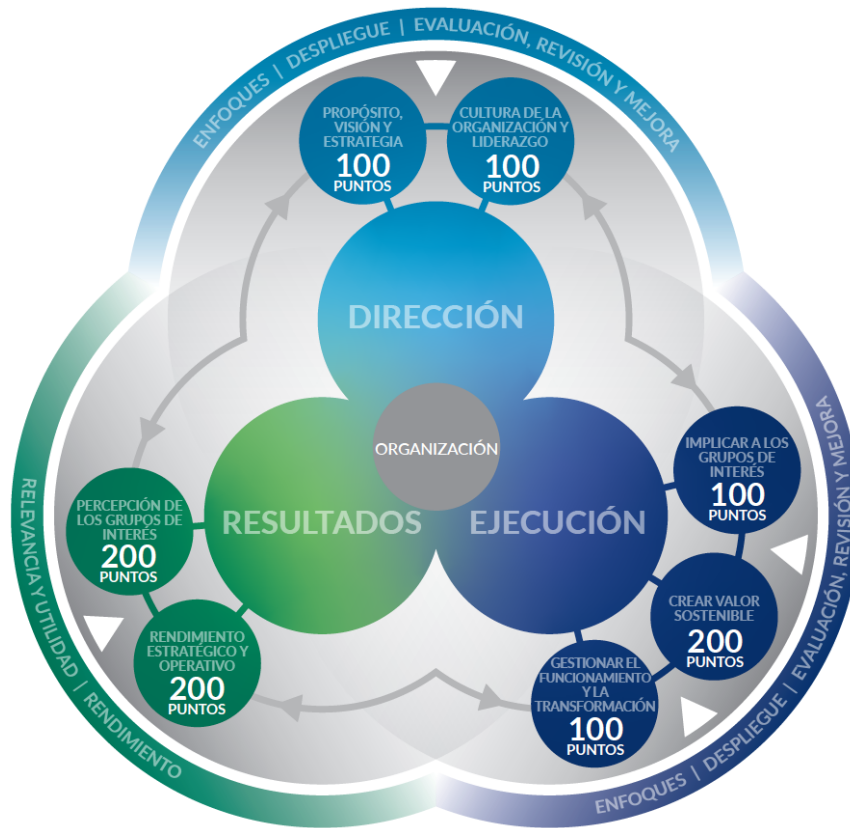 ENFOQUES | DESPLIEGUE | EVALUACIÓN, REVISIÓN Y MEJORA
PROPÓSITO,
VISIÓN Y
ESTRATEGIA
100
PUNTOS
CULTURA DE LA
ORGANIZACIÓN Y
LIDERAZGO
100
PUNTOS
DIRECCIÓN
ORGANIZACIÓN
RESULTADOS
EJECUCIÓN
IMPLICAR A LOS
GRUPOS DE
INTERÉS
100
PUNTOS
CREAR VALOR
SOSTENIBLE
200
PUNTOS
GESTIONAR EL
FUNCIONAMIENTO
Y LA
TRANSFORMACIÓN
100
PUNTOS
PERCEPCIÓN DE
LOS GRUPOS DE
INTERÉS
200
PUNTOS
RENDIMIENTO
ESTRATÉGICO Y
OPERATIVO
200
PUNTOS
RELEVANCIA Y UTILIDAD | RENDIMIENTO
ENFOQUES | DESPLIEGUE | EVALUACIÓN, REVISIÓN Y MEJORA